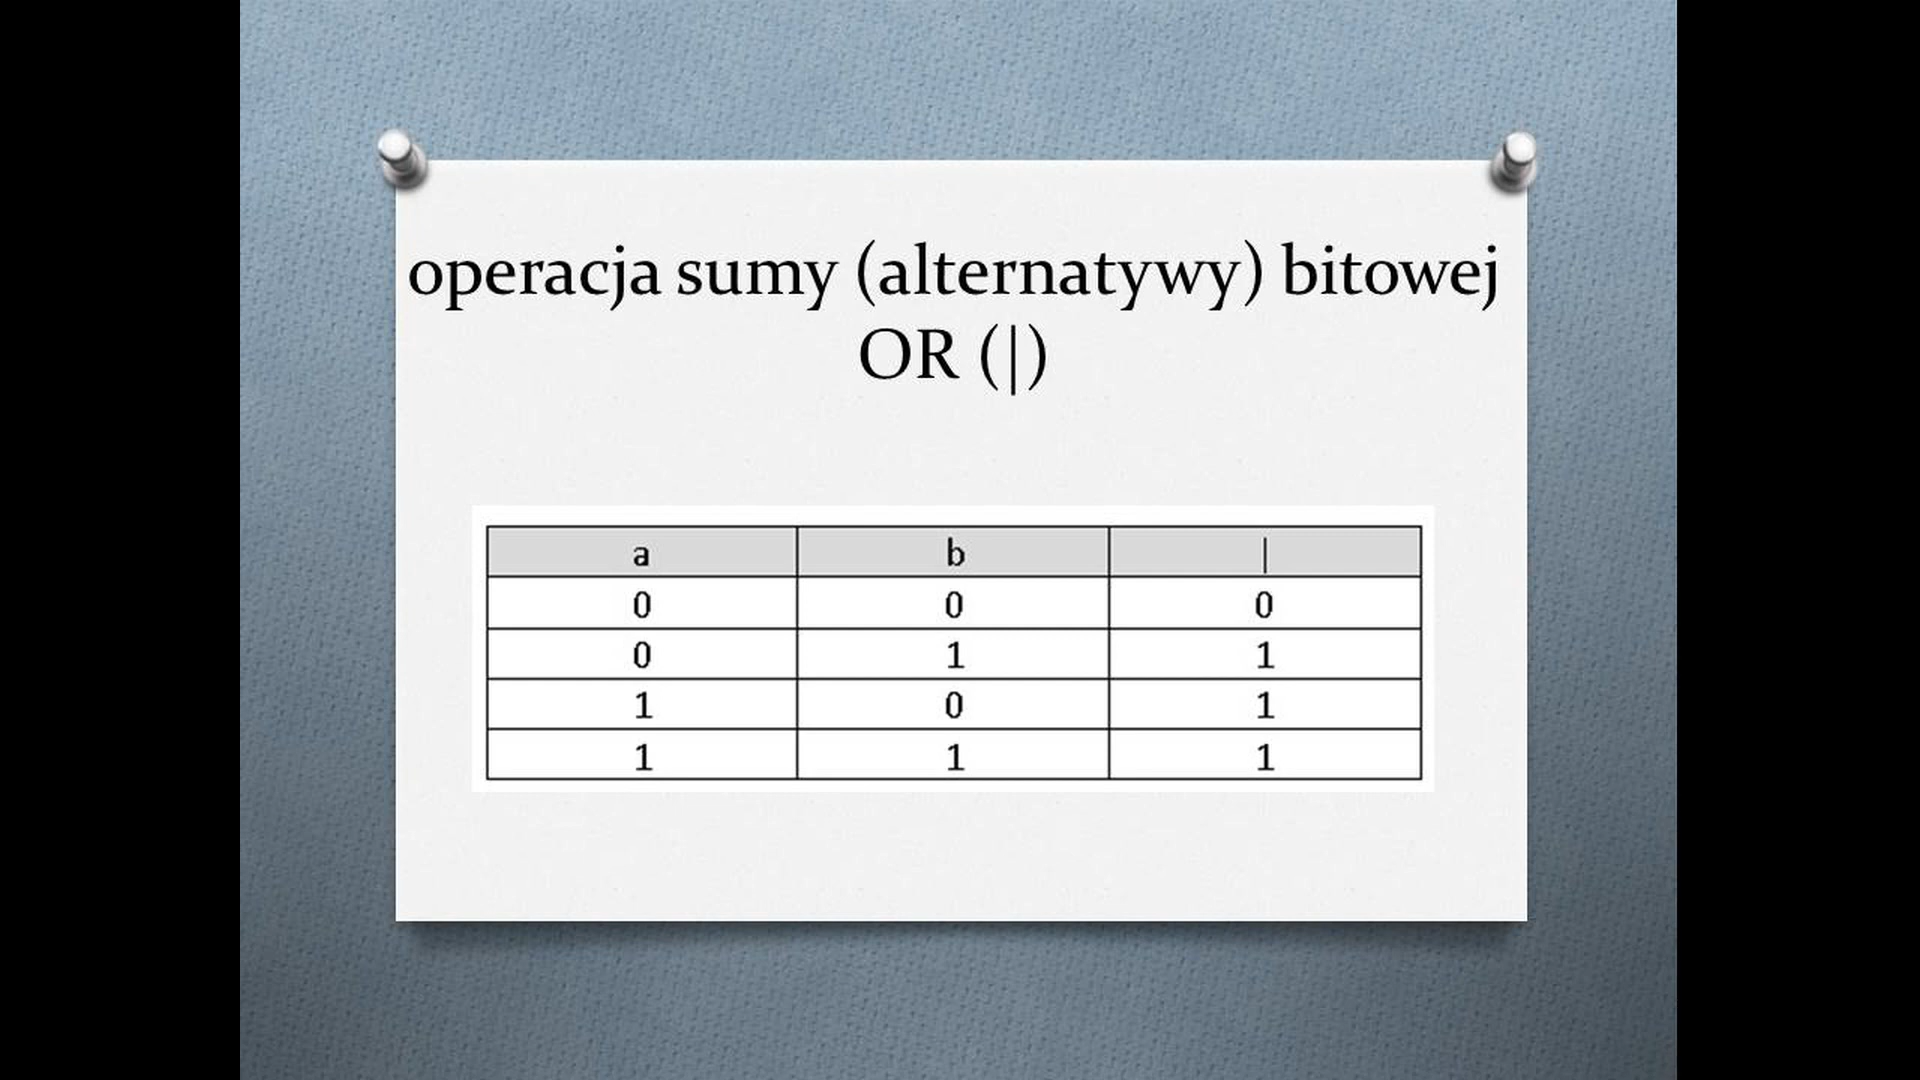 operacja sumy (alternatywy) bitowej
OR (|)
a b |
0 0 0
0 1 1
1 0 1
1 1 1